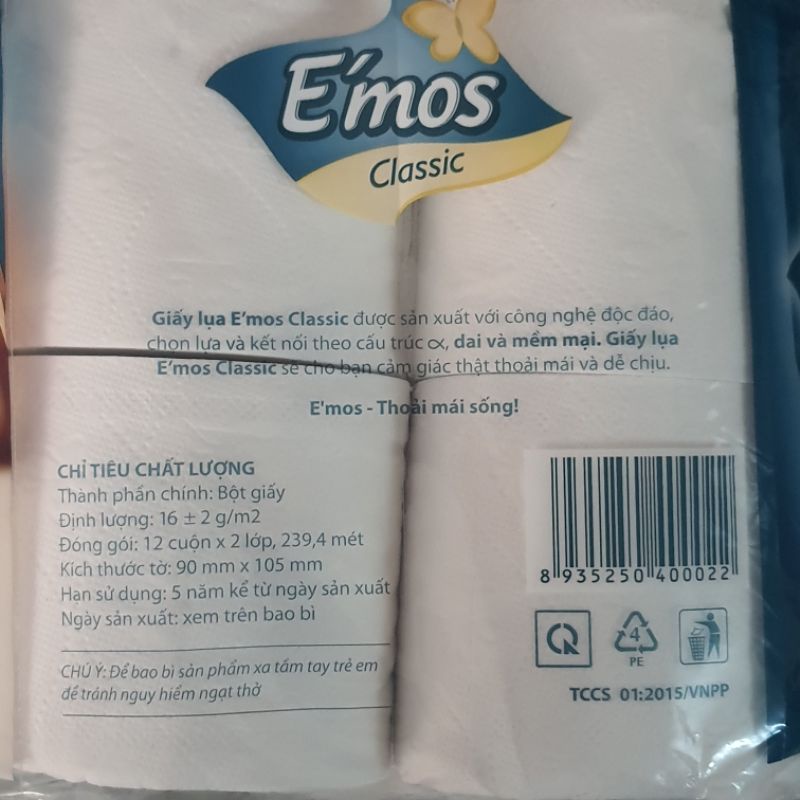 E'mos
Classic
Giấy lụa E'mos Classic được sản xuất với công nghệ độc đáo,
chọn lựa và kết nối theo cấu trúc ∝, dai và mềm mại. Giấy lụa
E'mos Classic sẽ cho bạn cảm giác thật thoải mái và dễ chịu.
E'mos - Thoải mái sống!
CHỈ TIÊU CHẤT LƯỢNG
Thành phần chính: Bột giấy
Định lượng: 16 ± 2 g/m2
Đóng gói: 12 cuộn x 2 lớp, 239,4 mét
Kích thước tờ: 90 mm x 105 mm
Hạn sử dụng: 5 năm kể từ ngày sản xuất
Ngày sản xuất: xem trên bao bì
CHÚ Ý: Để bao bì sản phẩm xa tầm tay trẻ em
để tránh nguy hiểm ngạt thở
8 935250 400022
4
PE
TCCS 01:2015/VNPP